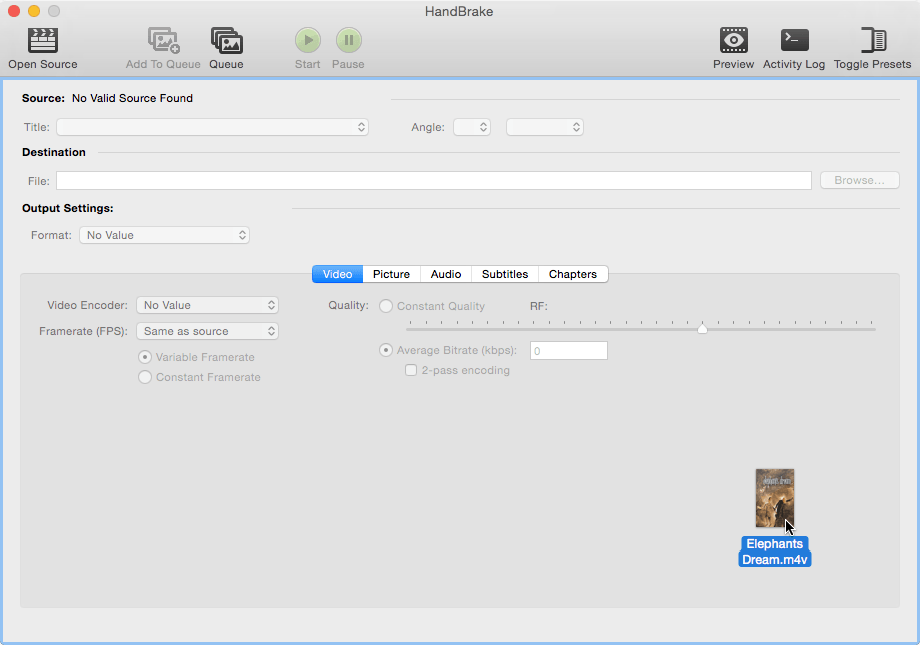 HandBrake
Open Source
Add To Queue
Queue
Start
Pause
Preview
Activity Log
Toggle Presets
Source: No Valid Source Found
Title:
Angle:
Destination
File:
Browse...
Output Settings:
Format: No Value
Video
Picture
Audio
Subtitles
Chapters
Video Encoder: No Value
Quality:
Constant Quality
RF:
Framerate (FPS): Same as source
Average Bitrate (kbps): 0
Variable Framerate
2-pass encoding
Constant Framerate
Elephants
Dream.m4v